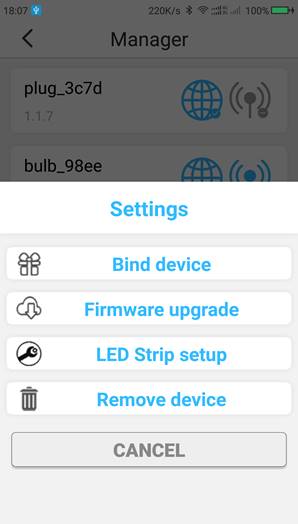 18:07 220K/s 100%
Manager
plug_3c7d
1.1.7
bulb_98ee
Settings
Bind device
Firmware upgrade
LED Strip setup
Remove device
CANCEL